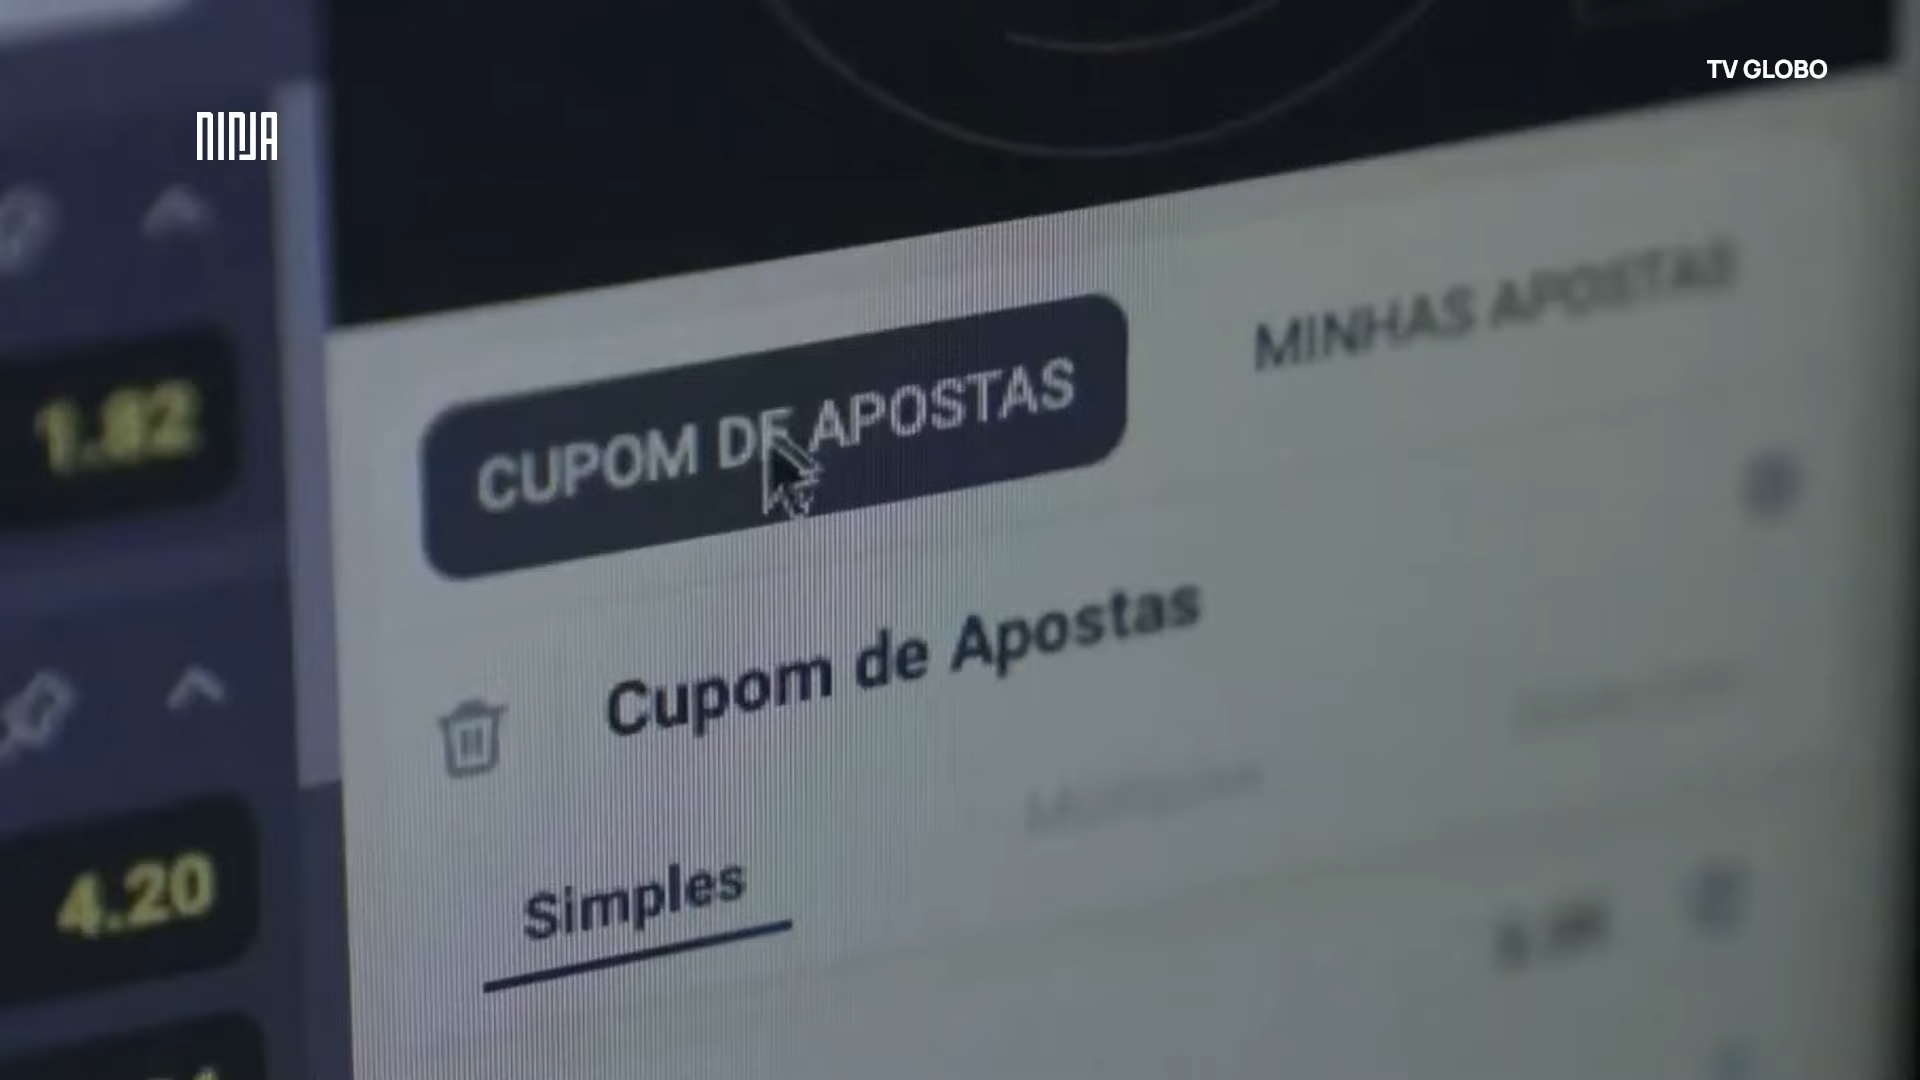 TV GLOBO
NINJA
1.82
CUPOM DE APOSTAS
MINHAS APOSTAS
Cupom de Apostas
Simples
4.20